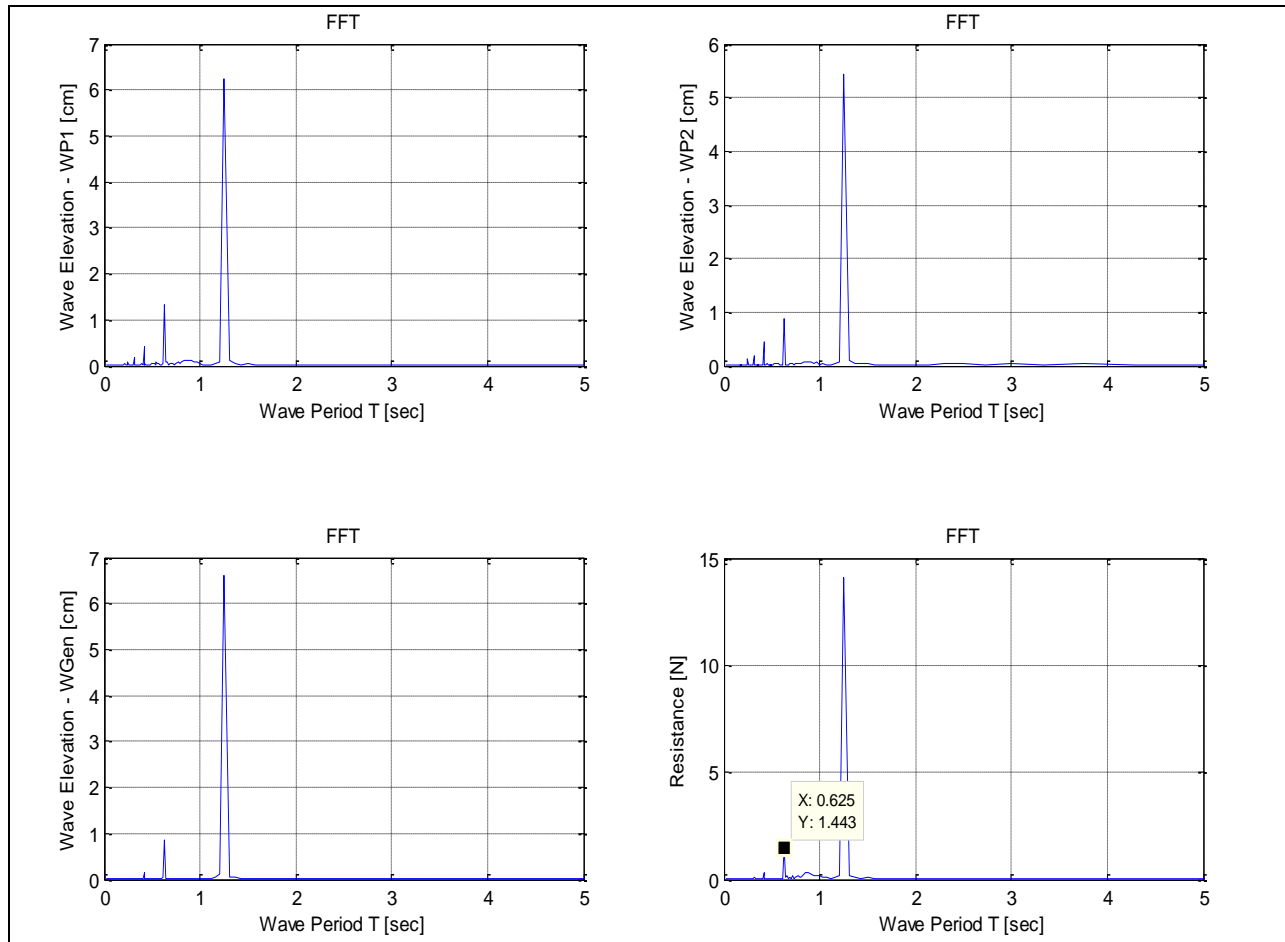 FFT
7
6
5
4
3
2
1
0
Wave Elevation - WP1 [cm]
0 1 2 3 4 5
Wave Period T [sec]
FFT
6
5
4
3
2
1
0
Wave Elevation - WP2 [cm]
0 1 2 3 4 5
Wave Period T [sec]
FFT
7
6
5
4
3
2
1
0
Wave Elevation - WGen [cm]
0 1 2 3 4 5
Wave Period T [sec]
FFT
15
10
5
0
Resistance [N]
X: 0.625
Y: 1.443
0 1 2 3 4 5
Wave Period T [sec]